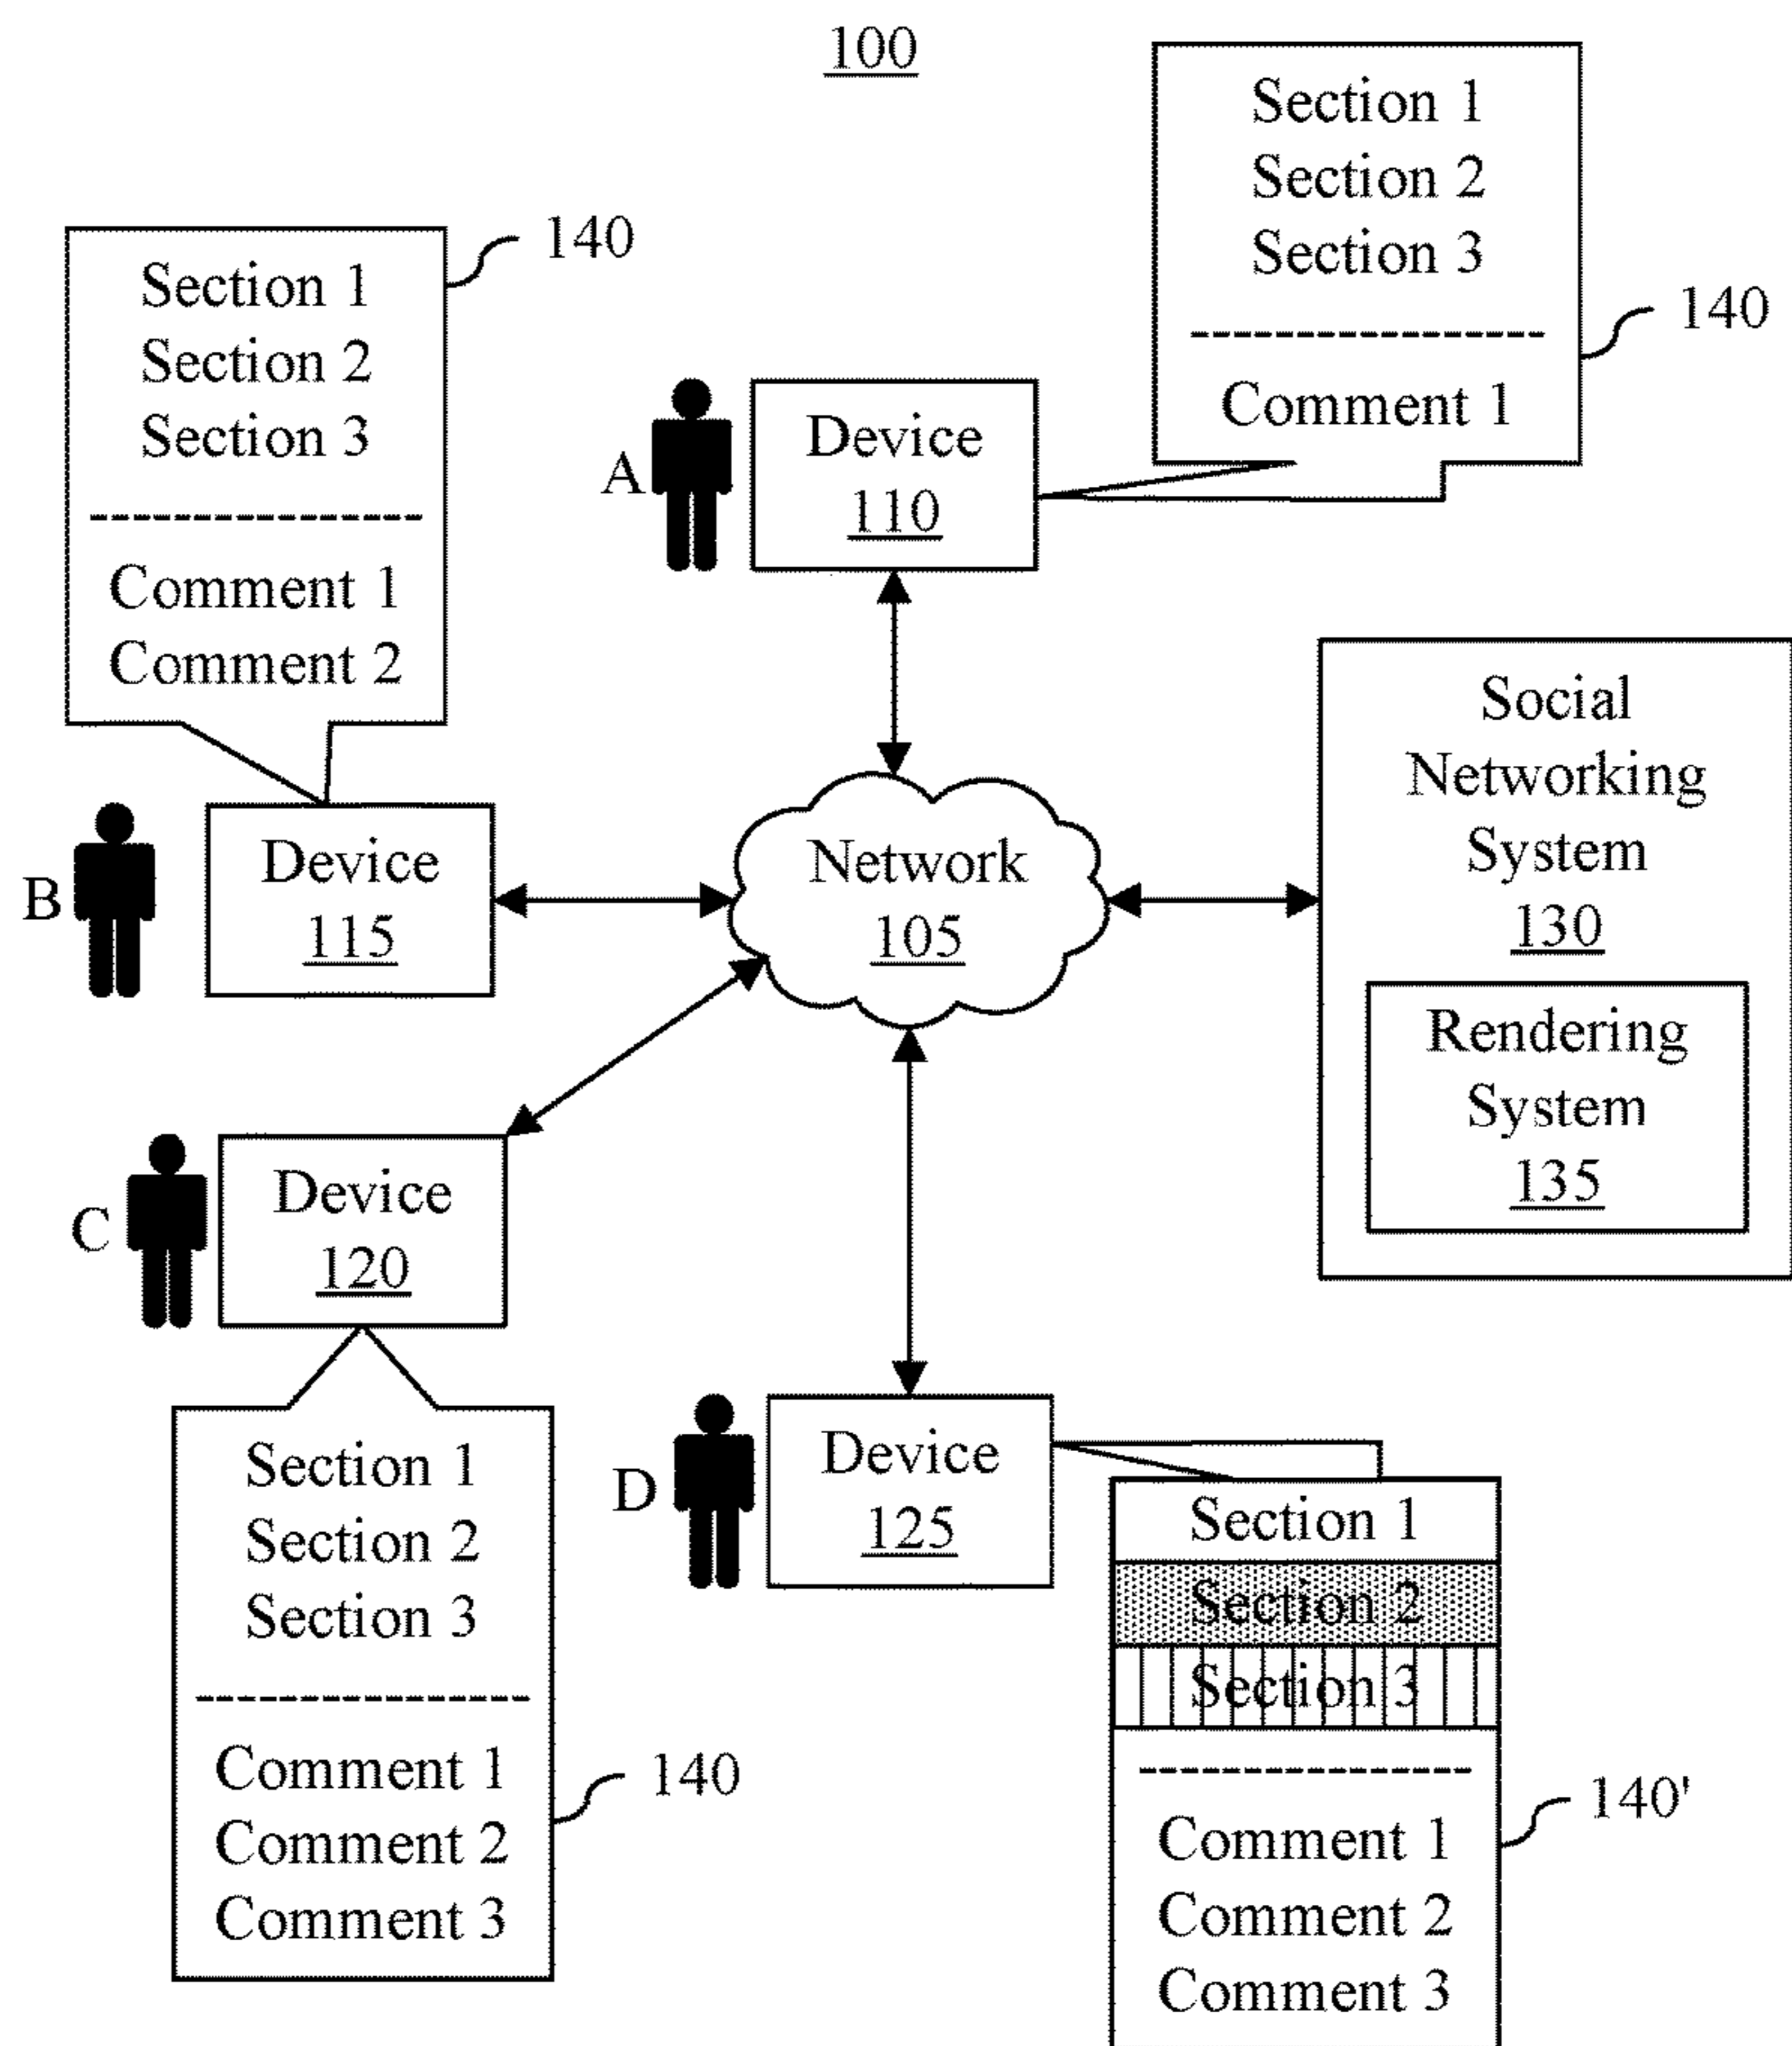 100
Section 1
Section 2
Section 3
Comment 1
140
Section 1
Section 2
Section 3
Comment 1
Comment 2
140
A
Device
110
B
Device
115
Network
105
Social
Networking
System
130
Rendering
System
135
C
Device
120
Section 1
Section 2
Section 3
Comment 1
Comment 2
Comment 3
140
D
Device
125
Section 1
Section 2
Section 3
Comment 1
Comment 2
Comment 3
140'